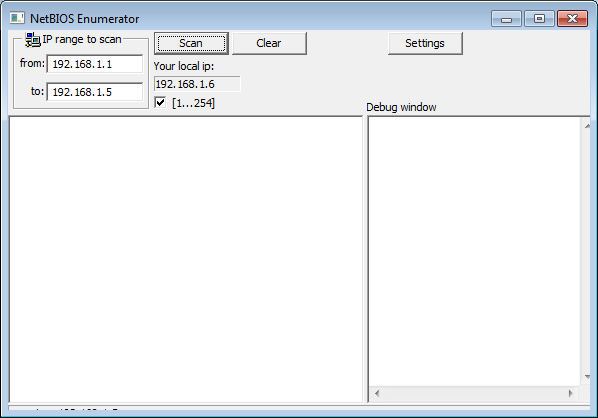 NetBIOS Enumerator
IP range to scan
from: 192.168.1.1
to: 192.168.1.5
Scan
Clear
Settings
Your local ip:
192.168.1.6
[1...254]
Debug window